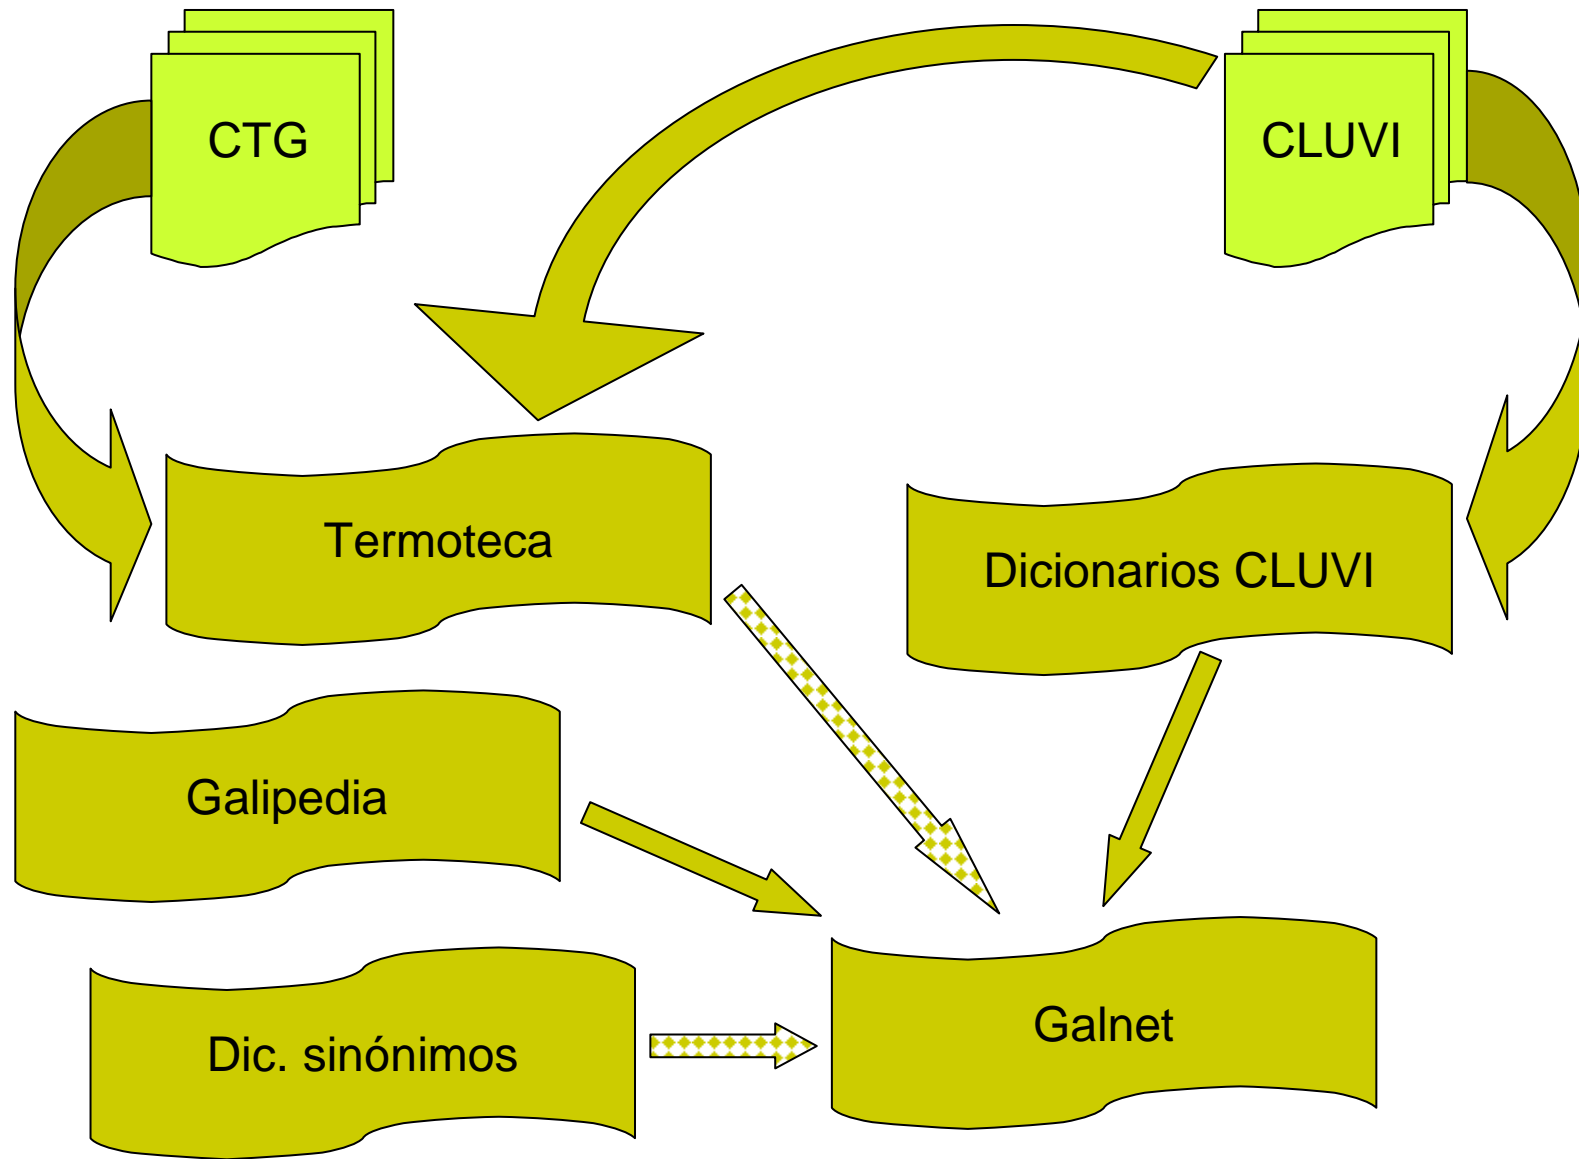 CTG
CLUVI
Termoteca
Dicionarios CLUVI
Galipedia
Galnet
Dic. sinónimos